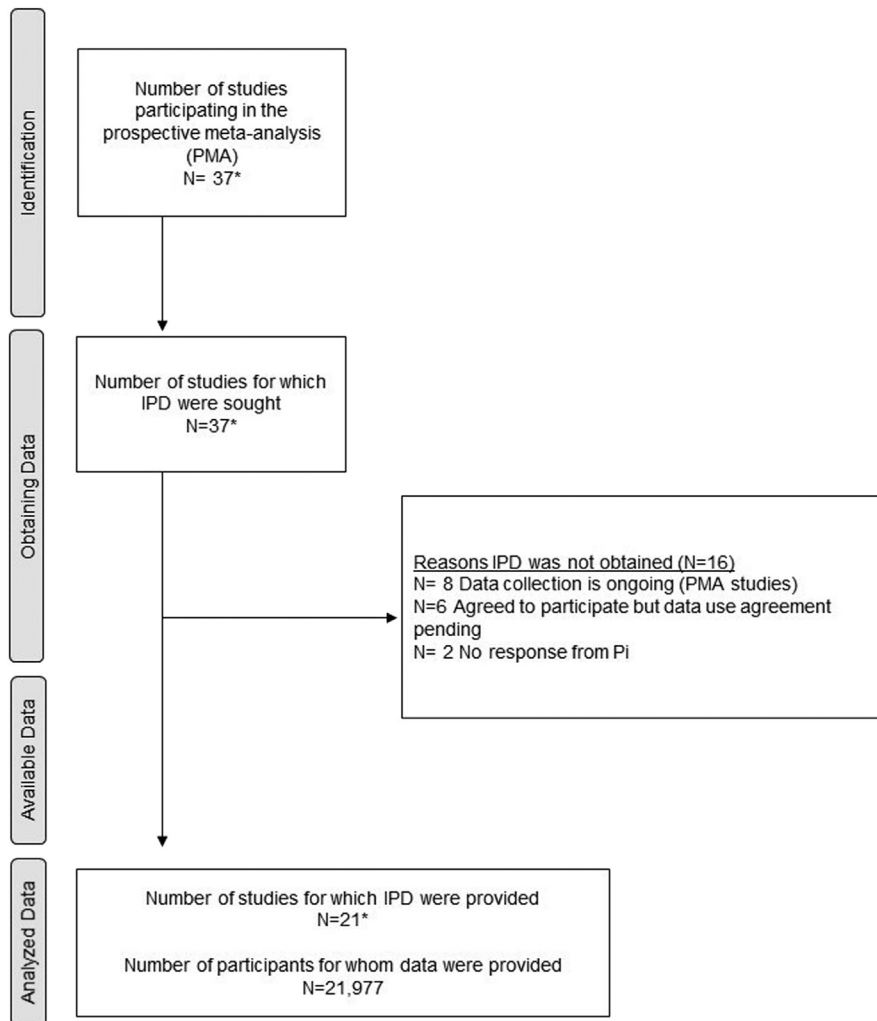 Identification
Number of studies
participating in the
prospective meta-analysis
(PMA)
N= 37*
Obtaining Data
Number of studies for which
IPD were sought
N=37*
Reasons IPD was not obtained (N=16)
N= 8 Data collection is ongoing (PMA studies)
N=6 Agreed to participate but data use agreement
pending
N= 2 No response from Pi
Available Data
Analyzed Data
Number of studies for which IPD were provided
N=21*
Number of participants for whom data were provided
N=21,977